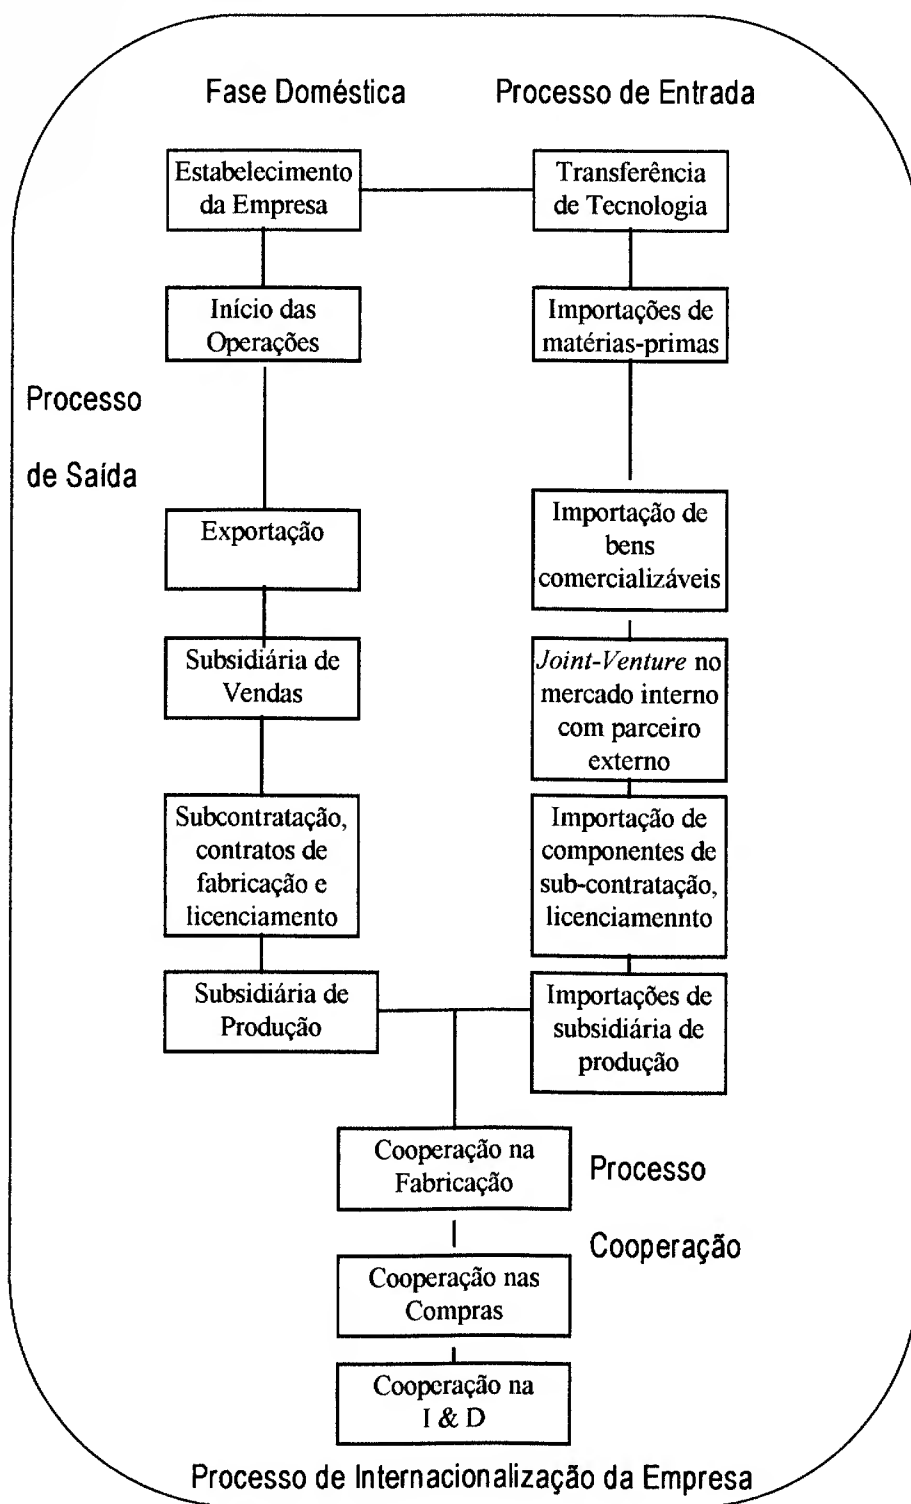 Fase Doméstica
Processo de Entrada
Estabelecimento
da Empresa
Transferência
de Tecnologia
Início das
Operações
Importações de
matérias-primas
Processo
de Saída
Exportação
Importação de
bens
comercializáveis
Subsidiária de
Vendas
Joint-Venture no
mercado interno
com parceiro
externo
Subcontratação,
contratos de
fabricação e
licenciamento
Importação de
componentes de
sub-contratação,
licenciamennto
Subsidiária de
Produção
Importações de
subsidiária de
produção
Cooperação na
Fabricação
Processo
Cooperação
Cooperação nas
Compras
Cooperação na
I & D
Processo de Internacionalização da Empresa